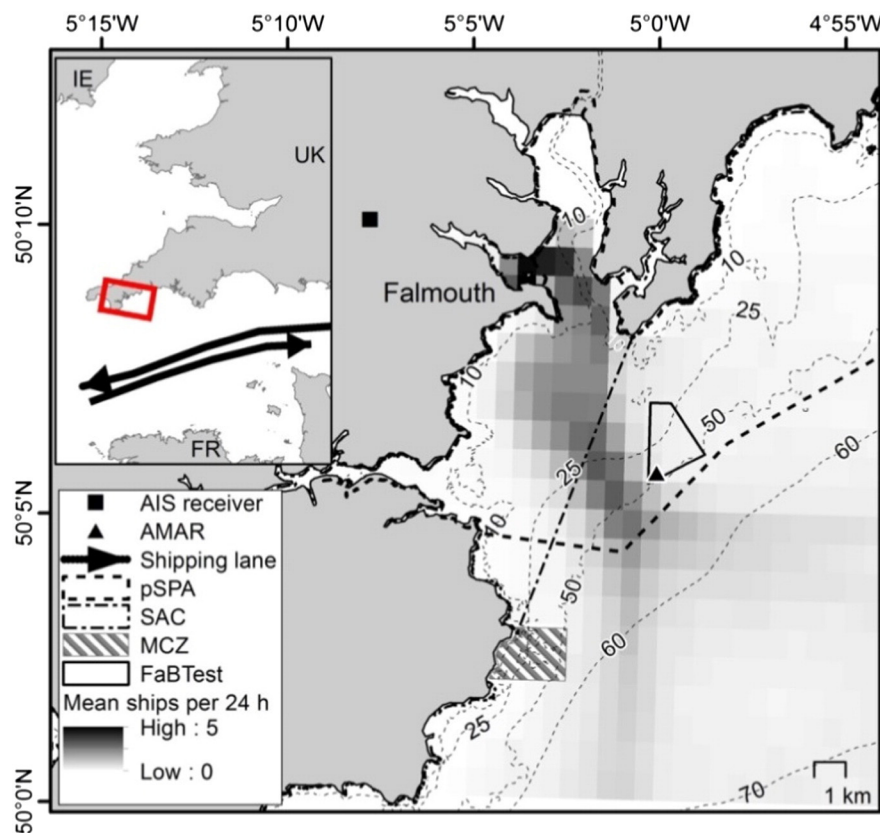 5°15'W 5°10'W 5°5'W 5°0'W 4°55'W
IE
UK
FR
50°10'N
50°5'N
50°0'N
Falmouth
10
10
25
10
50
60
25
10
50
60
25
70
AIS receiver
AMAR
Shipping lane
pSPA
SAC
MCZ
FaBTest
Mean ships per 24 h
High : 5
Low : 0
1 km